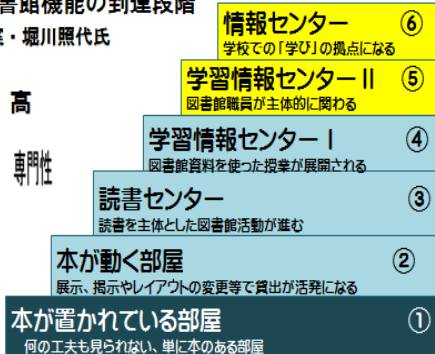 書館機能の到達段階
・堀川照代氏
情報センター ⑥
学校での「学び」の拠点になる
学習情報センターⅡ ⑤
図書館職員が主体的に関わる
高
学習情報センターⅠ ④
図書館資料を使った授業が展開される
専門性
読書センター ③
読書を主体とした図書館活動が進む
本が動く部屋 ②
展示、掲示やレイアウトの変更等で貸出が活発になる
本が置かれている部屋 ①
何の工夫も見られない、単に本のある部屋